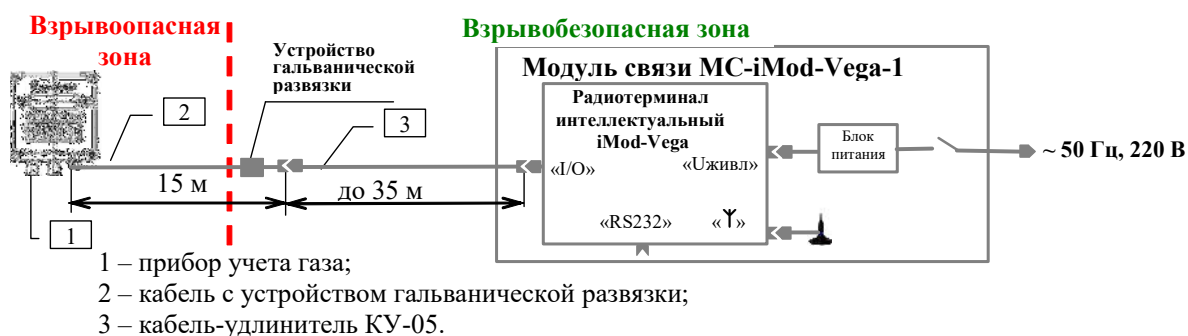 Взрывоопасная
зона
Взрывобезопасная зона
Устройство
гальванической
развязки
Модуль связи МС-iMod-Vega-1
Радиотерминал
интеллектуальный
iMod-Vega
2
3
Блок
питания
~ 50 Гц, 220 В
«I/O»
«Uживл»
15 м
до 35 м
«RS232»
«Y»
1
1 – прибор учета газа;
2 – кабель с устройством гальванической развязки;
3 – кабель-удлинитель КУ-05.